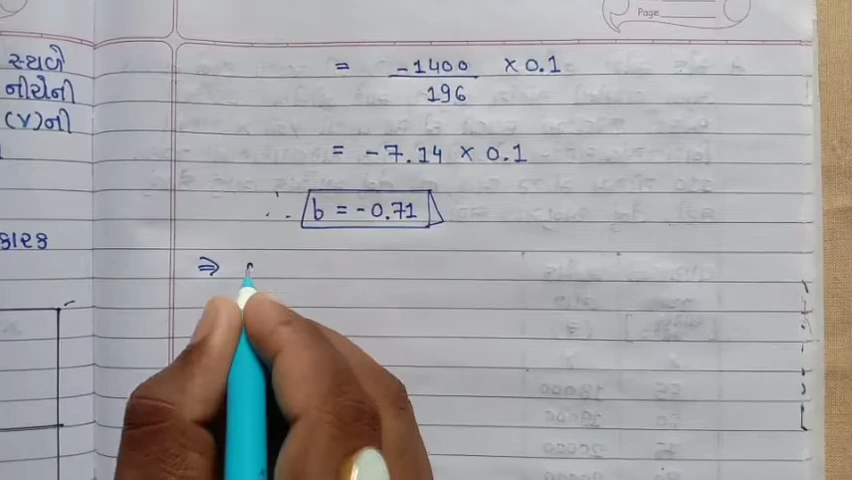 Page
સ્થળે
નીચેની
(Y)ની
કારક
= -1400 × 0.1
196
= -7.14 × 0.1
∴ b = -0.71
⇒